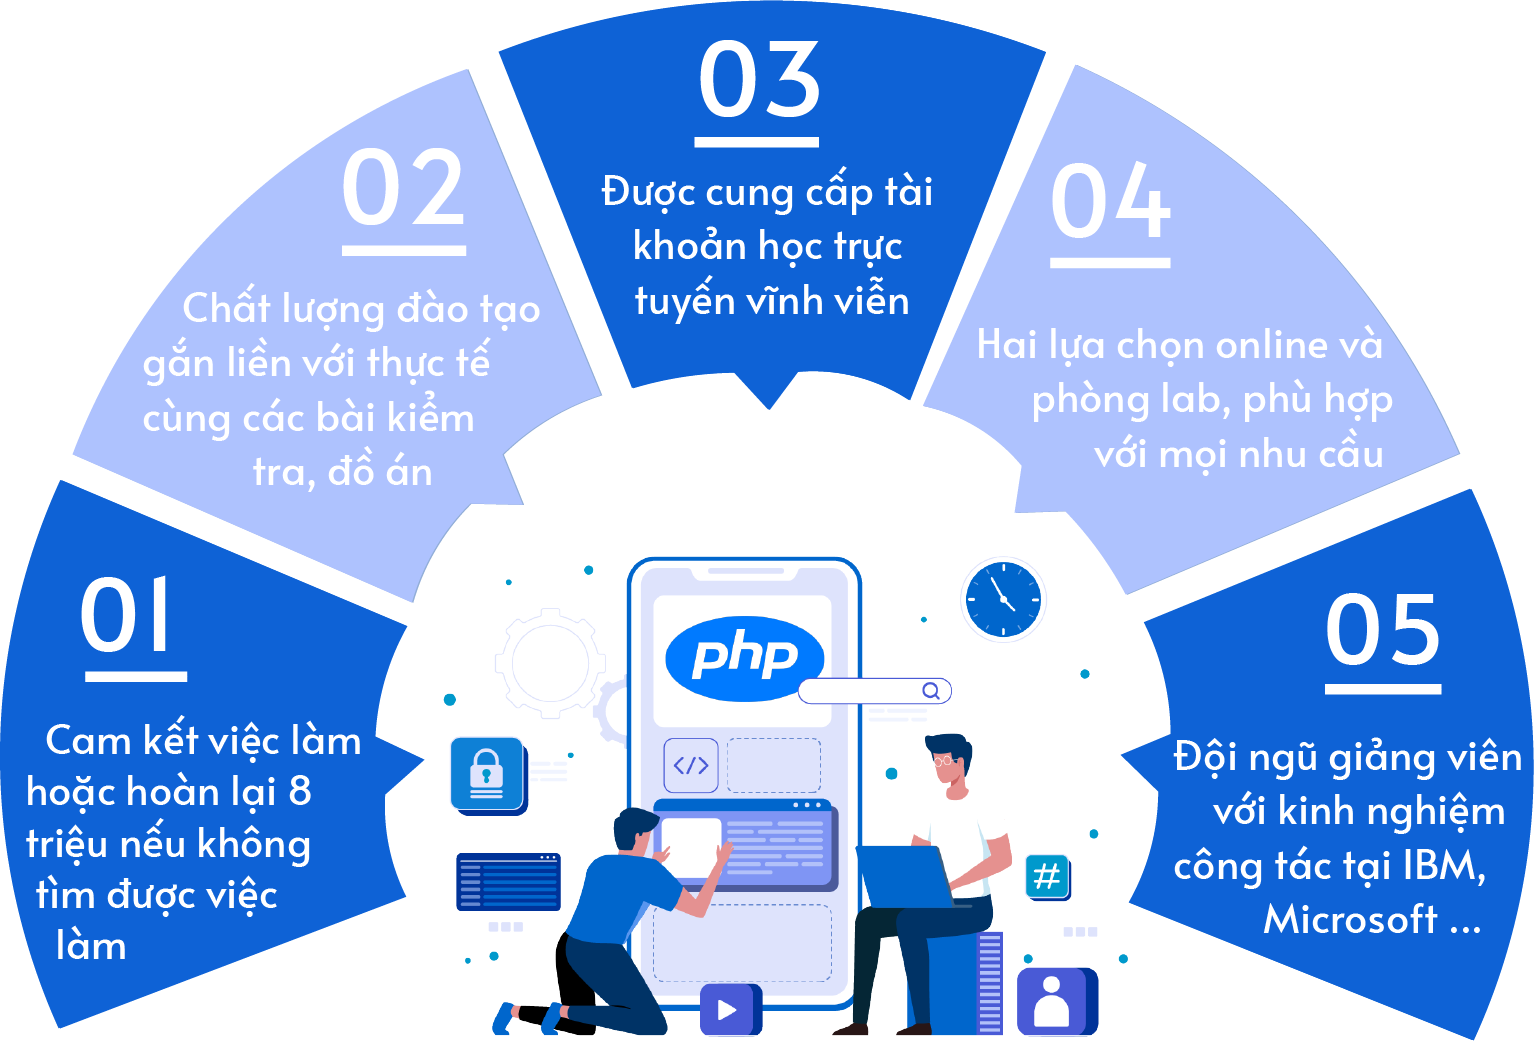 01
Cam kết việc làm
hoặc hoàn lại 8
triệu nếu không
tìm được việc
làm
02
Chất lượng đào tạo
gắn liền với thực tế
cùng các bài kiểm
tra, đồ án
03
Được cung cấp tài
khoản học trực
tuyến vĩnh viễn
04
Hai lựa chọn online và
phòng lab, phù hợp
với mọi nhu cầu
05
Đội ngũ giảng viên
với kinh nghiệm
công tác tại IBM,
Microsoft ...
php
</>
#